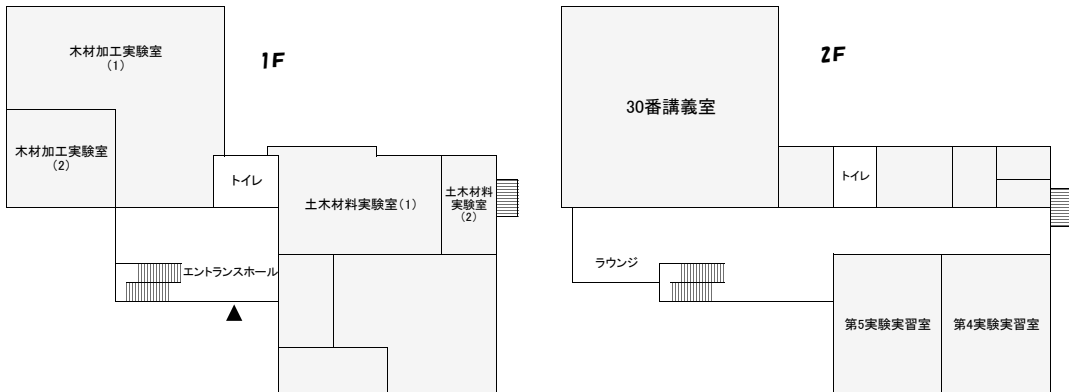 1F
木材加工実験室
(1)
木材加工実験室
(2)
トイレ
土木材料実験室(1)
土木材料
実験室
(2)
エントランスホール
2F
30番講義室
トイレ
ラウンジ
第5実験実習室
第4実験実習室